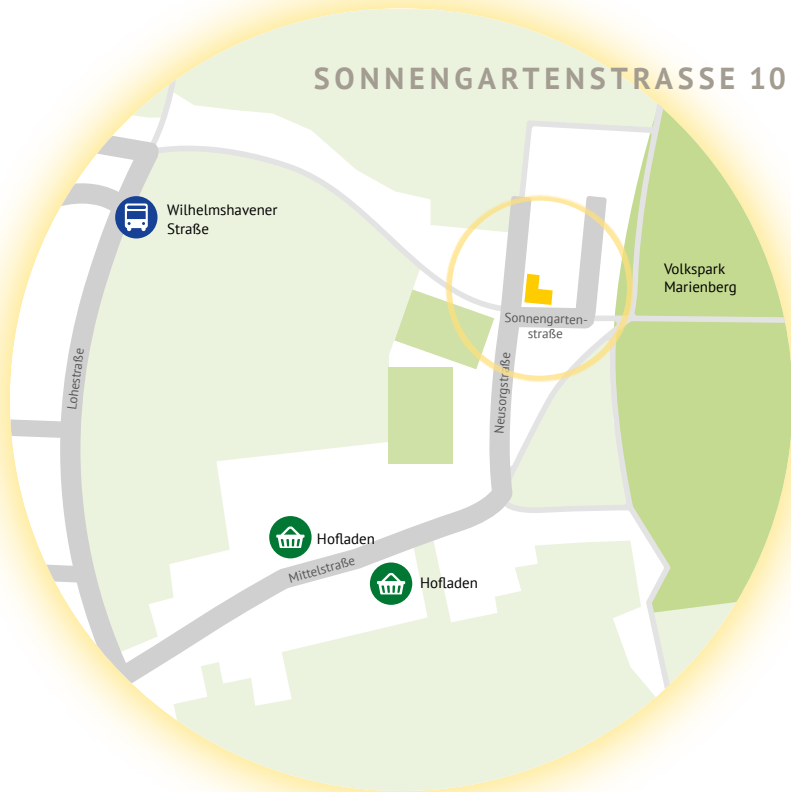 SONNENGARTENSTRASSE 10
Wilhelmshavener
Straße
Volkspark
Marienberg
Sonnengarten-
straße
Lohestraße
Neusorgstraße
Hofladen
Mittelstraße
Hofladen